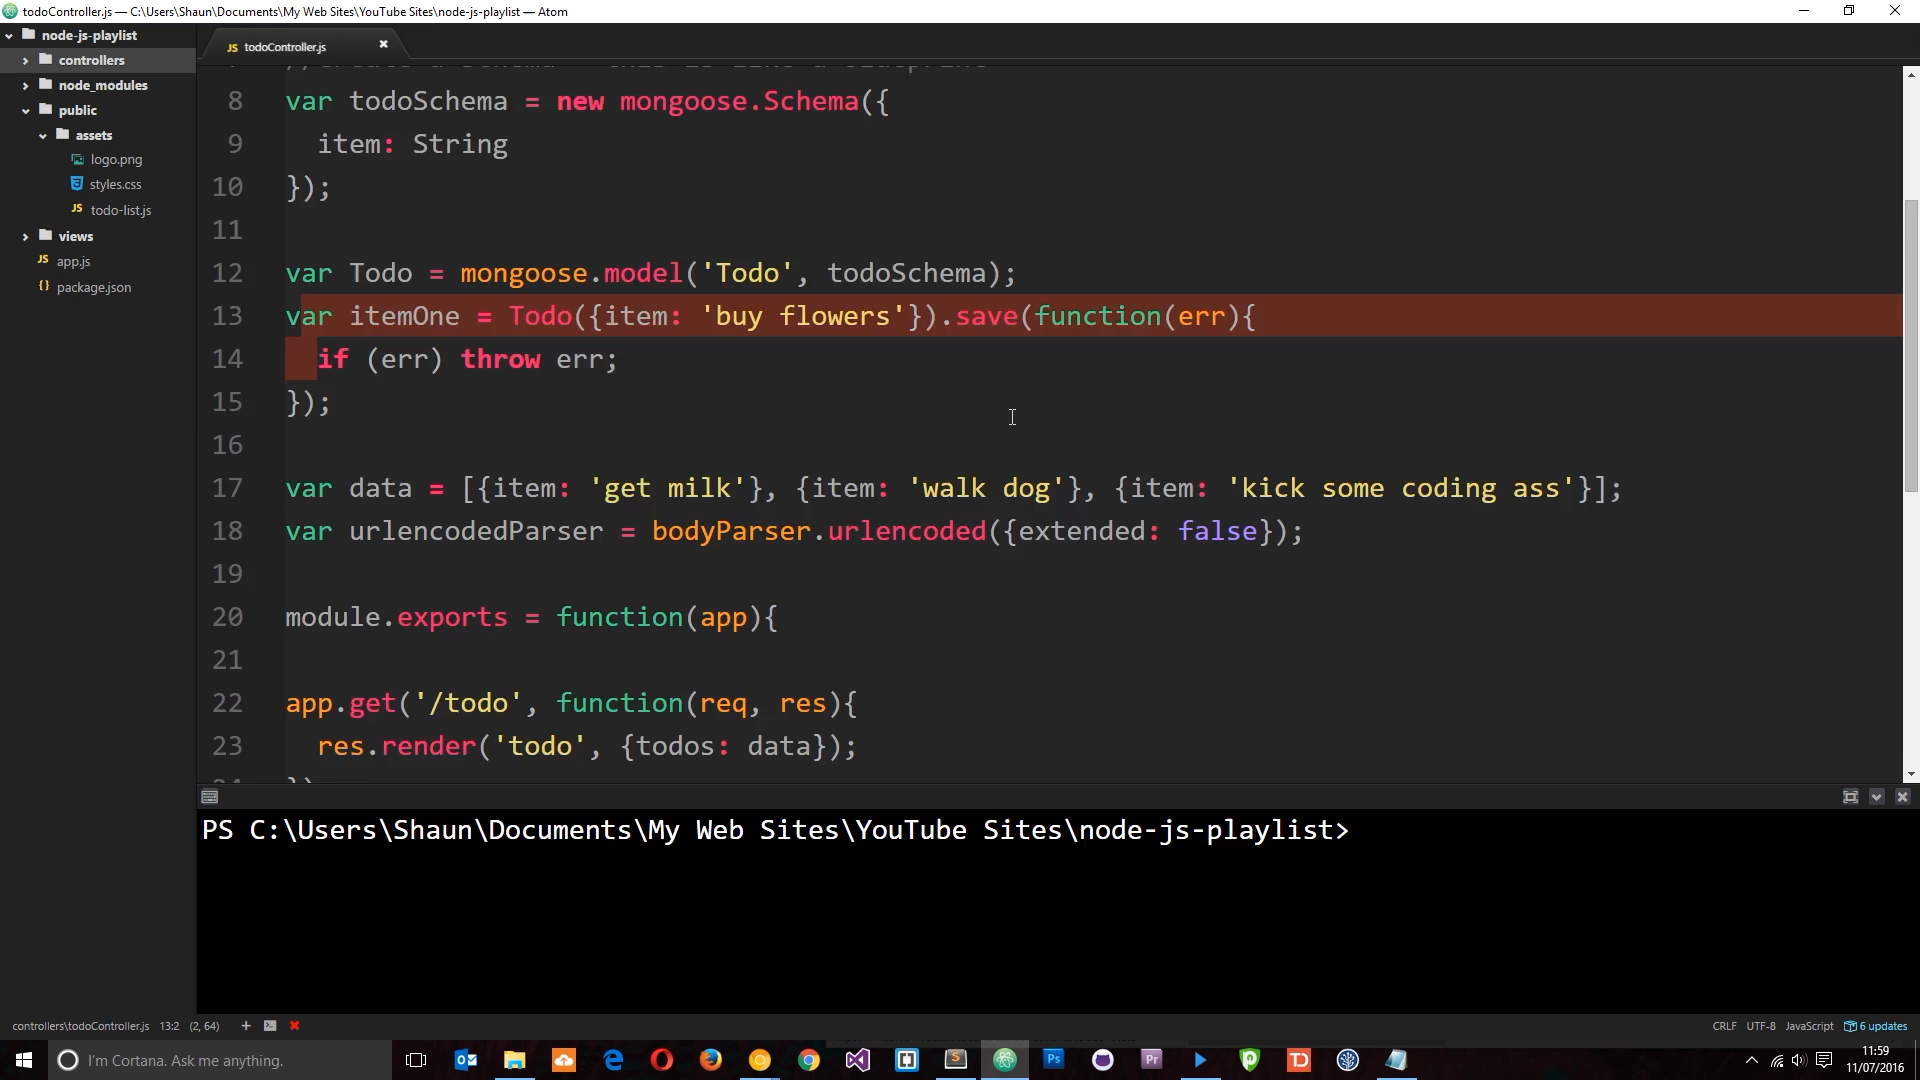 todoController.js — C:\Users\Shaun\Documents\My Web Sites\YouTube Sites\node-js-playlist — Atom
node-js-playlist
controllers
node_modules
public
assets
logo.png
styles.css
JS todo-list.js
views
JS app.js
{} package.json
JS todoController.js
8 var todoSchema = new mongoose.Schema({
9 item: String
10 });
11
12 var Todo = mongoose.model('Todo', todoSchema);
13 var itemOne = Todo({item: 'buy flowers'}).save(function(err){
14 if (err) throw err;
15 });
16
17 var data = [{item: 'get milk'}, {item: 'walk dog'}, {item: 'kick some coding ass'}];
18 var urlencodedParser = bodyParser.urlencoded({extended: false});
19
20 module.exports = function(app){
21
22 app.get('/todo', function(req, res){
23 res.render('todo', {todos: data});
PS C:\Users\Shaun\Documents\My Web Sites\YouTube Sites\node-js-playlist>
controllers\todoController.js 13:2 (2, 64)
CRLF UTF-8 JavaScript 6 updates
I'm Cortana. Ask me anything.
Ps
Pr
TD
11:59
11/07/2016